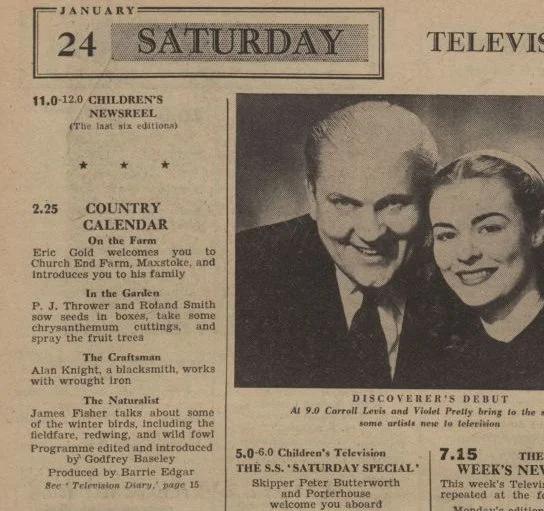 JANUARY
24 SATURDAY
11.0-12.0 CHILDREN'S
NEWSREEL
(The last six editions)
★ ★ ★
2.25 COUNTRY
CALENDAR
On the Farm
Eric Gold welcomes you to
Church End Farm, Maxstoke, and
introduces you to his family
In the Garden
P. J. Thrower and Roland Smith
sow seeds in boxes, take some
chrysanthemum cuttings, and
spray the fruit trees
The Craftsman
Alan Knight, a blacksmith, works
with wrought iron
The Naturalist
James Fisher talks about some
of the winter birds, including the
fieldfare, redwing, and wild fowl
Programme edited and introduced
by Godfrey Baseley
Produced by Barrie Edgar
See 'Television Diary,' page 15
TELEVIS
DISCOVERER'S DEBUT
At 9.0 Carroll Levis and Violet Pretty bring to the s
some artists new to television
5.0-6.0 Children's Television
THE S.S. 'SATURDAY SPECIAL'
Skipper Peter Butterworth
and Porterhouse
welcome you aboard
7.15 THE
WEEK'S NEW
This week's Televis
repeated at the fo
Monday's edition